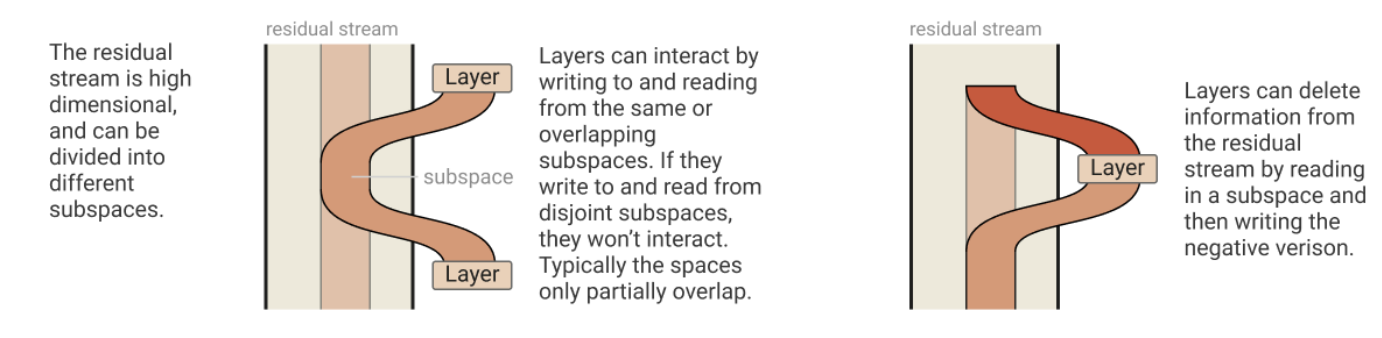 The residual
stream is high
dimensional,
and can be
divided into
different
subspaces.
residual stream
Layer
subspace
Layer
Layers can interact by
writing to and reading
from the same or
overlapping
subspaces. If they
write to and read from
disjoint subspaces,
they won’t interact.
Typically the spaces
only partially overlap.
residual stream
Layer
Layers can delete
information from
the residual
stream by reading
in a subspace and
then writing the
negative verison.